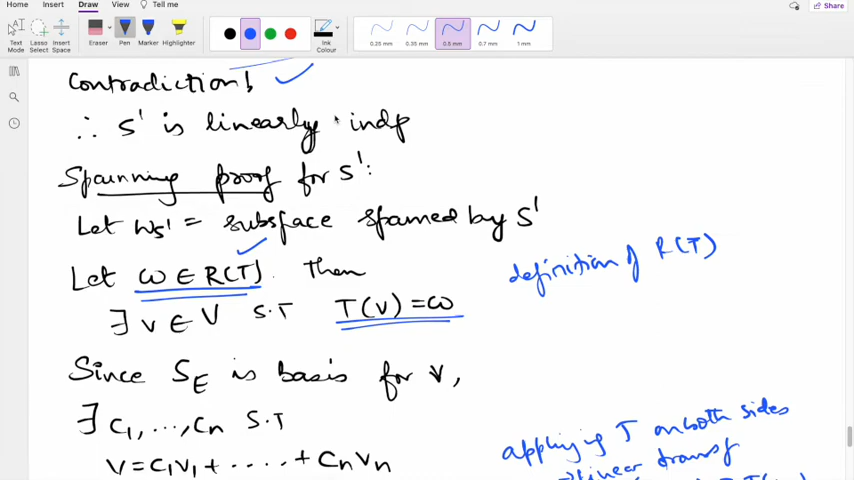 Home Insert Draw View Tell me Share
Text Mode Lasso Select Insert Space Eraser Pen Marker Highlighter Ink Colour 0.25 mm 0.35 mm 0.5 mm 0.7 mm 1 mm
Contradiction!
∴ S' is linearly indp
Spanning proof for S':
Let Ws' = subspace spanned by S'
Let ω ∈ R(T). Then
definition of R(T)
∃ v ∈ V s.T T(v) = ω
Since S_E is basis for V,
∃ c1, ..., cn s.T
applying T on both sides
v = c1v1 + .... + cnvn
→ linear transf